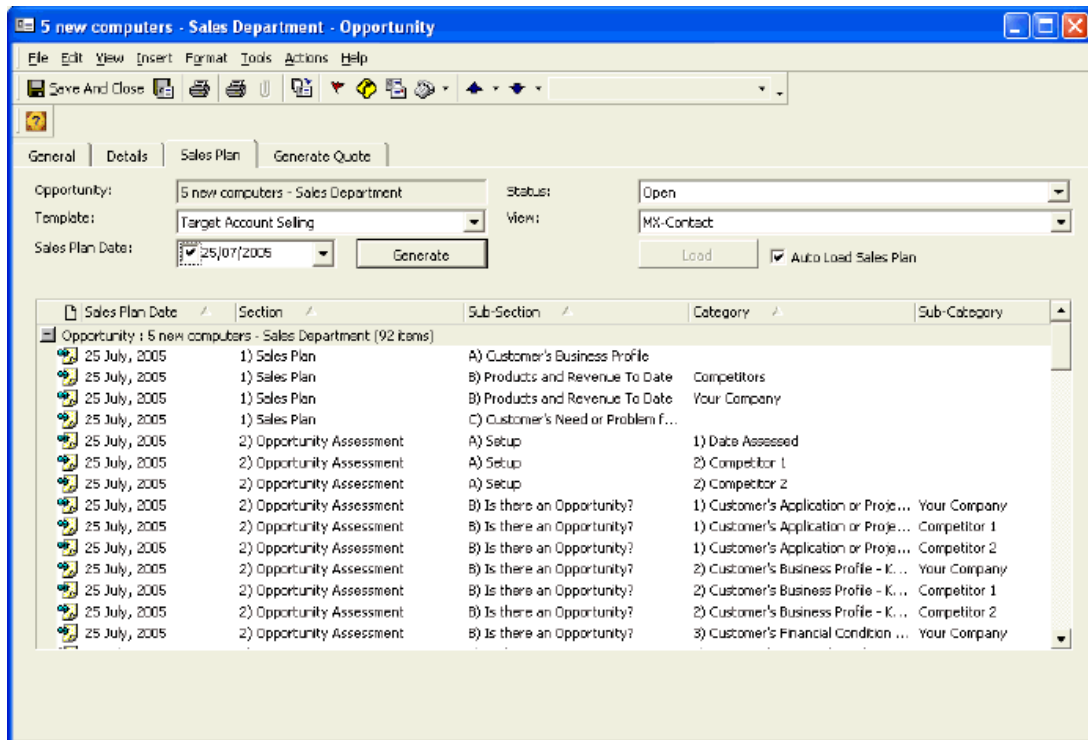 5 new computers - Sales Department - Opportunity
File Edit View Insert Format Tools Actions Help
Save And Close
General Details Sales Plan Generate Quote
Opportunity: 5 new computers - Sales Department Status: Open
Template: Target Account Selling View: MX-Contact
Sales Plan Date: 25/07/2005 Generate Load Auto Load Sales Plan
Sales Plan Date Section Sub-Section Category Sub-Category
Opportunity : 5 new computers - Sales Department (92 items)
25 July, 2005 1) Sales Plan A) Customer's Business Profile
25 July, 2005 1) Sales Plan B) Products and Revenue To Date Competitors
25 July, 2005 1) Sales Plan B) Products and Revenue To Date Your Company
25 July, 2005 1) Sales Plan C) Customer's Need or Problem f...
25 July, 2005 2) Opportunity Assessment A) Setup 1) Date Assessed
25 July, 2005 2) Opportunity Assessment A) Setup 2) Competitor 1
25 July, 2005 2) Opportunity Assessment A) Setup 2) Competitor 2
25 July, 2005 2) Opportunity Assessment B) Is there an Opportunity? 1) Customer's Application or Proje... Your Company
25 July, 2005 2) Opportunity Assessment B) Is there an Opportunity? 1) Customer's Application or Proje... Competitor 1
25 July, 2005 2) Opportunity Assessment B) Is there an Opportunity? 1) Customer's Application or Proje... Competitor 2
25 July, 2005 2) Opportunity Assessment B) Is there an Opportunity? 2) Customer's Business Profile - K... Your Company
25 July, 2005 2) Opportunity Assessment B) Is there an Opportunity? 2) Customer's Business Profile - K... Competitor 1
25 July, 2005 2) Opportunity Assessment B) Is there an Opportunity? 2) Customer's Business Profile - K... Competitor 2
25 July, 2005 2) Opportunity Assessment B) Is there an Opportunity? 3) Customer's Financial Condition ... Your Company